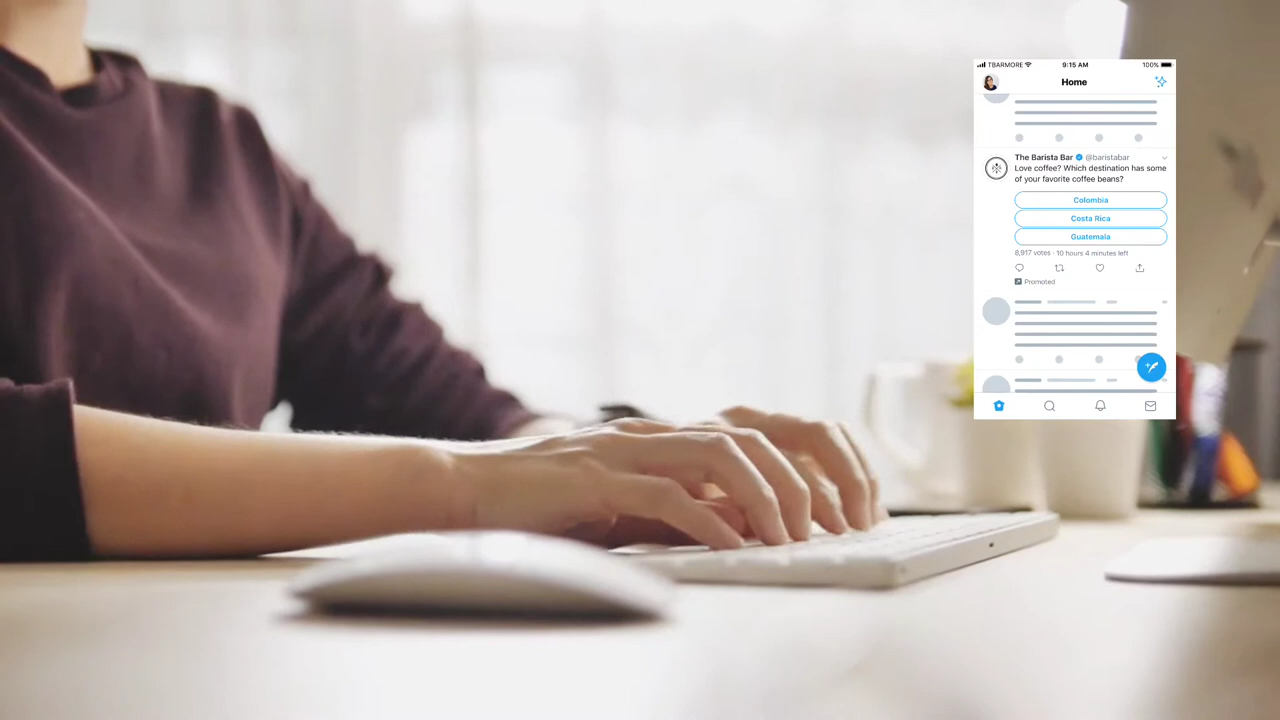 TBARMORE 9:15 AM 100%
Home
The Barista Bar @baristabar
Love coffee? Which destination has some
of your favorite coffee beans?
Colombia
Costa Rica
Guatemala
8,917 votes · 10 hours 4 minutes left
Promoted